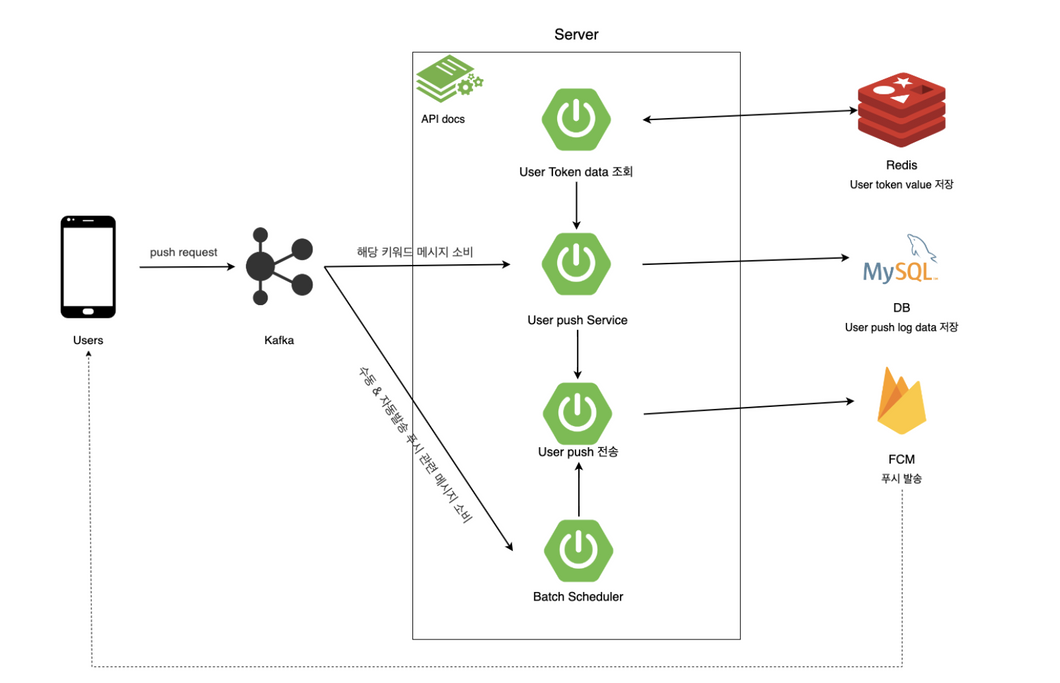 Server
API docs
User Token data 조회
Redis
User token value 저장
push request
해당 키워드 메시지 소비
MySQL
Users
Kafka
User push Service
DB
User push log data 저장
수동 & 자동발송 푸시 관련 메시지 소비
User push 전송
FCM
푸시 발송
Batch Scheduler